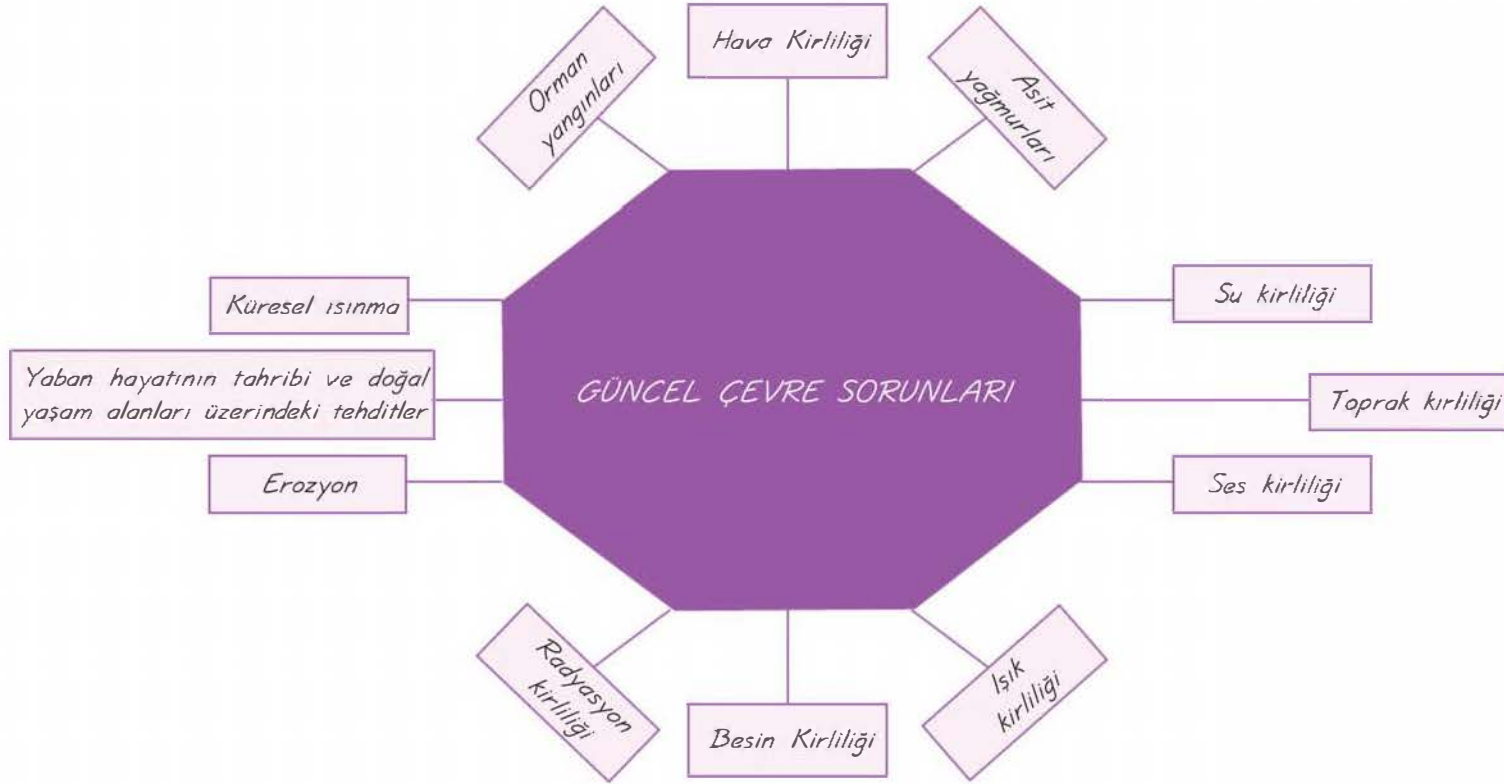 Hava Kirliliği
Orman
yangınları
Asit
yağmurları
Küresel ısınma
Su kirliliği
Yaban hayatının tahribi ve doğal
yaşam alanları üzerindeki tehditler
GÜNCEL ÇEVRE SORUNLARI
Toprak kırliliği
Erozyon
Ses kirliliği
Radyasyon
kirliliği
Besin Kirliliği
Işık
kirliliği